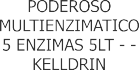 PODEROSO
MULTIENZIMATICO
5 ENZIMAS 5LT - -
KELLDRIN